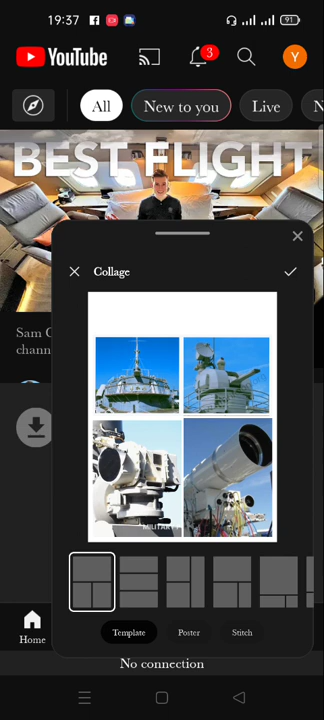 19:37
91
YouTube
3
Y
All
New to you
Live
N
BEST FLIGHT
Sam C
chann
Collage
MILITARY
Template
Poster
Stitch
Home
No connection